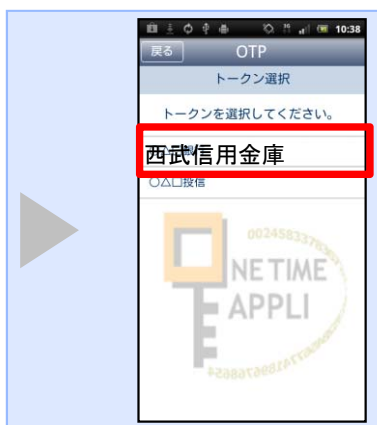 10:38
戻る OTP
トークン選択
トークンを選択してください。
西武信用金庫
○△□投信
00245833778
NE TIME
APPLI